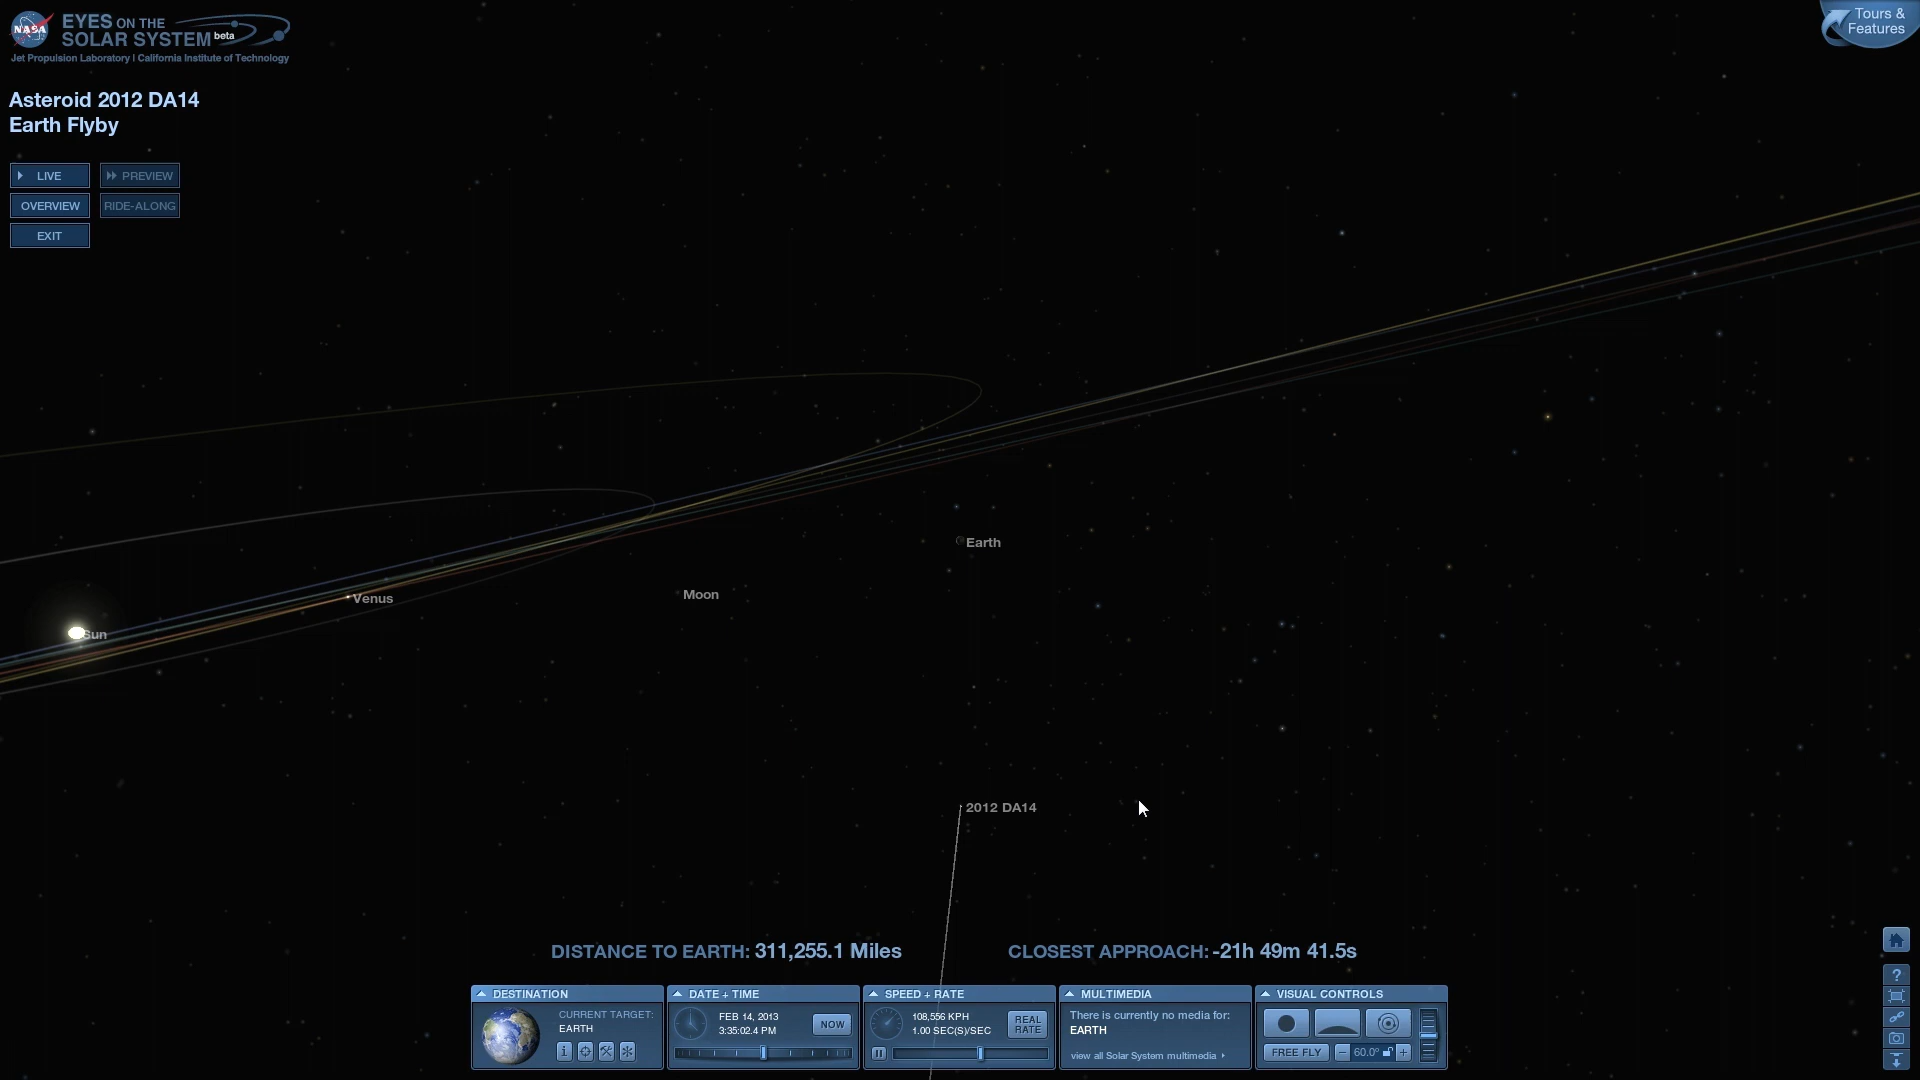 NASA
EYES ON THE
SOLAR SYSTEM beta
Jet Propulsion Laboratory | California Institute of Technology
Tours &
Features
Asteroid 2012 DA14
Earth Flyby
LIVE
PREVIEW
OVERVIEW
RIDE-ALONG
EXIT
Earth
Moon
Venus
Sun
2012 DA14
DISTANCE TO EARTH: 311,255.1 Miles
CLOSEST APPROACH: -21h 49m 41.5s
DESTINATION
CURRENT TARGET:
EARTH
DATE + TIME
FEB 14, 2013
3:35:02.4 PM
NOW
SPEED + RATE
108,556 KPH
1.00 SEC(S)/SEC
REAL
RATE
MULTIMEDIA
There is currently no media for:
EARTH
view all Solar System multimedia
VISUAL CONTROLS
FREE FLY
60.0°
?